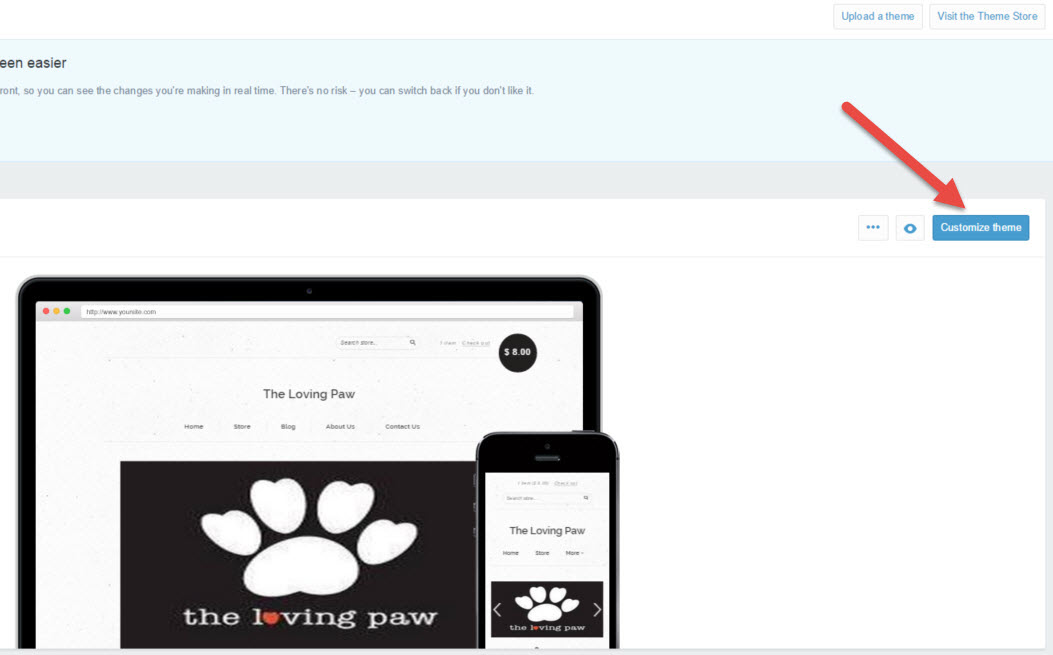 Upload a theme
Visit the Theme Store
een easier
ront, so you can see the changes you're making in real time. There's no risk – you can switch back if you don't like it.
Customize theme
http://www.yoursite.com
Search store...
1 item
Check out
$ 8.00
The Loving Paw
Home
Store
Blog
About Us
Contact Us
the loving paw
1 item ($ 8.00)
Check out
Search store...
The Loving Paw
Home
Store
More
the loving paw